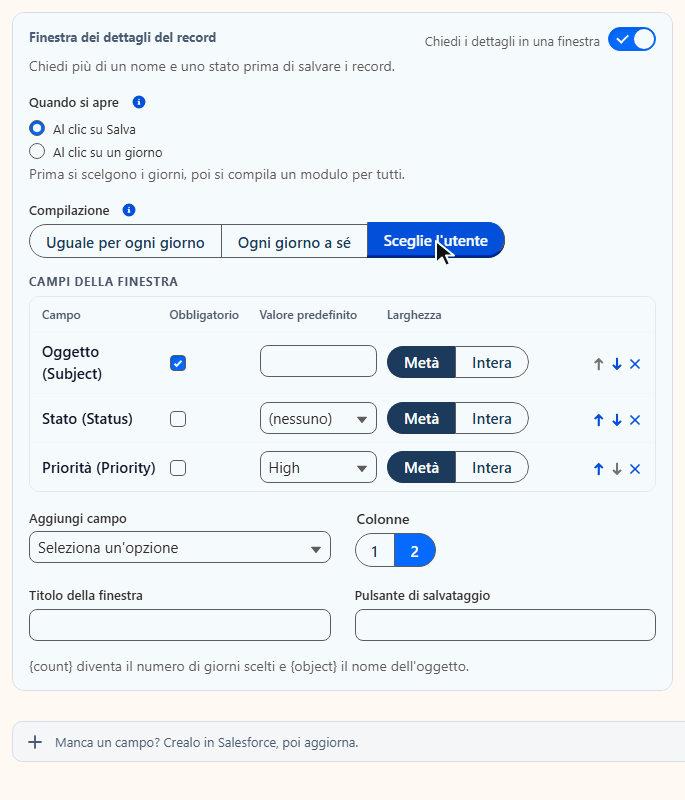 Finestra dei dettagli del record
Chiedi i dettagli in una finestra
Chiedi più di un nome e uno stato prima di salvare i record.
Quando si apre
Al clic su Salva
Al clic su un giorno
Prima si scelgono i giorni, poi si compila un modulo per tutti.
Compilazione
Uguale per ogni giorno Ogni giorno a sé Sceglie l'utente
CAMPI DELLA FINESTRA
Campo Obbligatorio Valore predefinito Larghezza
Oggetto
(Subject)
Metà Intera
Stato (Status) (nessuno) Metà Intera
Priorità (Priority) High Metà Intera
Aggiungi campo Colonne
Seleziona un'opzione 1 2
Titolo della finestra Pulsante di salvataggio
{count} diventa il numero di giorni scelti e {object} il nome dell'oggetto.
Manca un campo? Crealo in Salesforce, poi aggiorna.